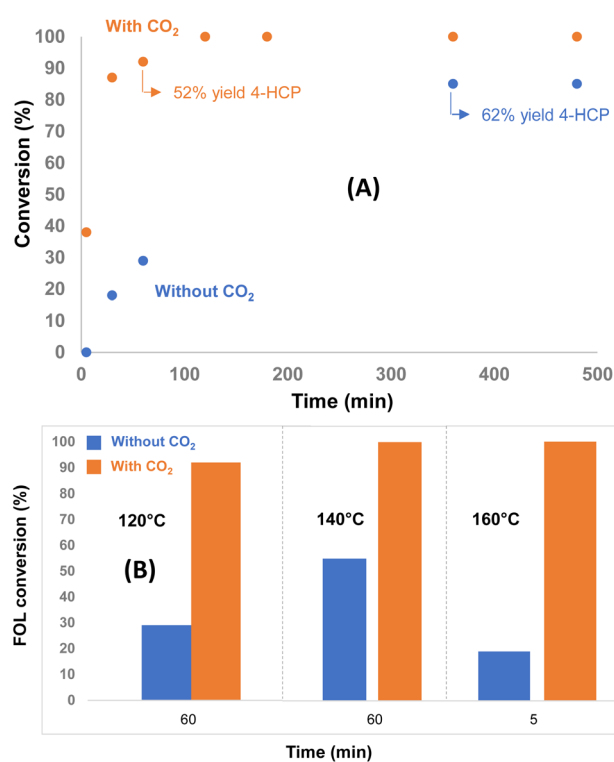 With CO2
52% yield 4-HCP
62% yield 4-HCP
(A)
Without CO2
Conversion (%)
100
90
80
70
60
50
40
30
20
10
0
0 100 200 300 400 500
Time (min)
Without CO2
With CO2
120°C 140°C 160°C
(B)
FOL conversion (%)
100
90
80
70
60
50
40
30
20
10
0
60 60 5
Time (min)